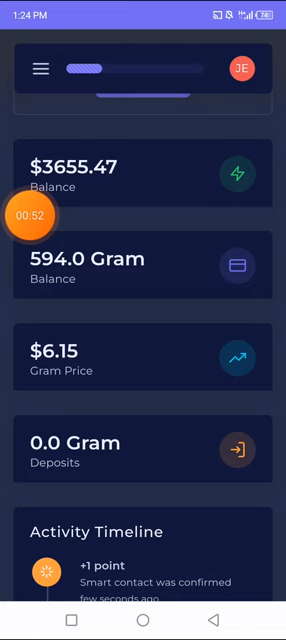 1:24 PM
78
JE
$3655.47
Balance
00:52
594.0 Gram
Balance
$6.15
Gram Price
0.0 Gram
Deposits
Activity Timeline
+1 point
Smart contact was confirmed
few seconds ago